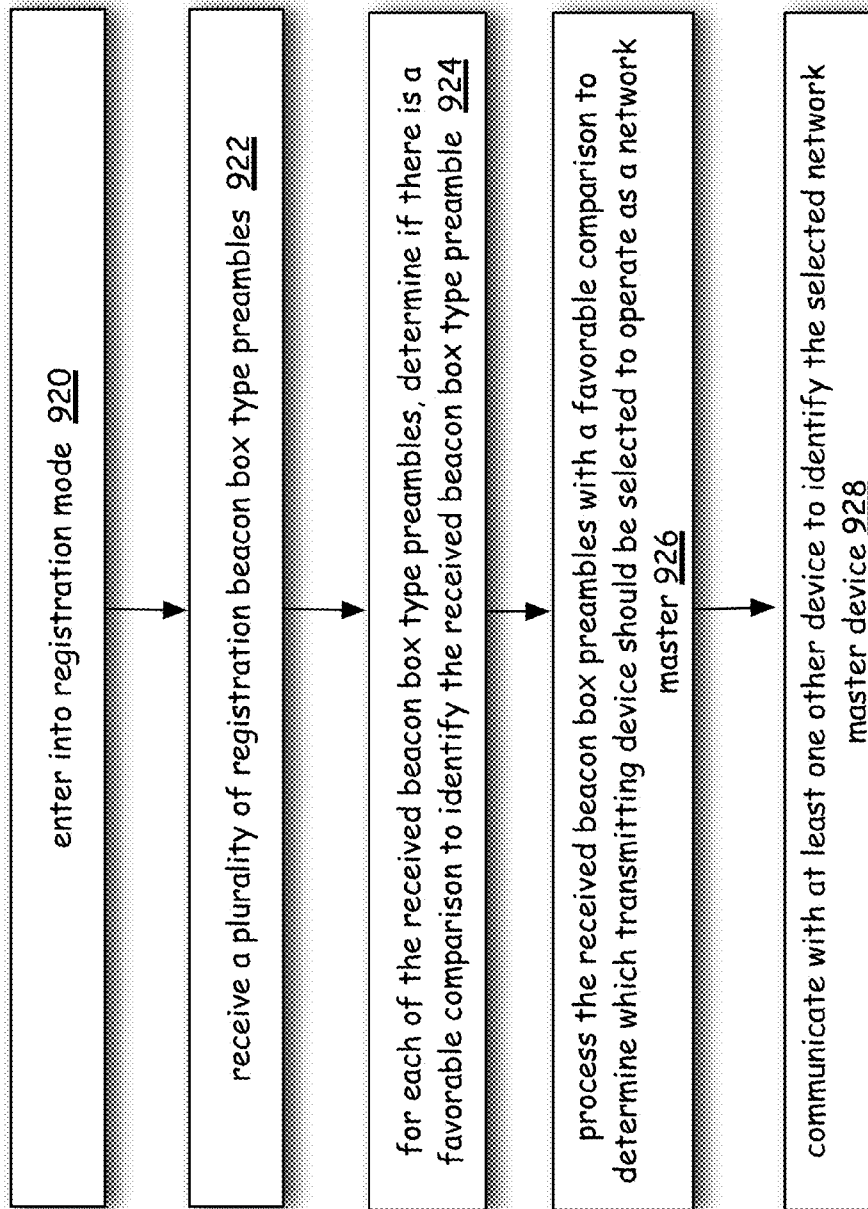 enter into registration mode 920
receive a plurality of registration beacon box type preambles 922
for each of the received beacon box type preambles, determine if there is a
favorable comparison to identify the received beacon box type preamble 924
process the received beacon box preambles with a favorable comparison to
determine which transmitting device should be selected to operate as a network
master 926
communicate with at least one other device to identify the selected network
master device 928